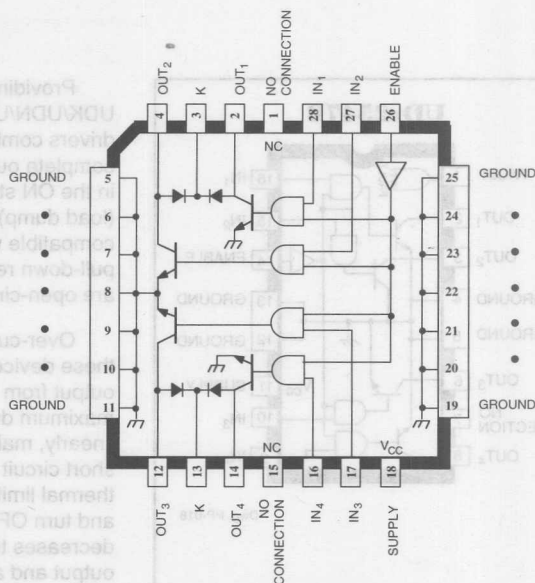 OUT2
K
OUT1
NO
CONNECTION
IN1
IN2
ENABLE
4
3
2
1
28
27
26
NC
GROUND
5
6
7
8
9
10
11
GROUND
25
GROUND
24
23
22
21
20
19
GROUND
NC
VCC
12
13
14
15
16
17
18
OUT3
K
OUT4
NO
CONNECTION
IN4
IN3
SUPPLY
Providin
UDK/UDN/U
drivers com
complete ou
in the ON st
(load dump)
compatible
pull-down re
are open-cir
Over-cu
these device
output from
maximum d
linearly, mai
short circuit
thermal limi
and turn OF
decreases t
output and a